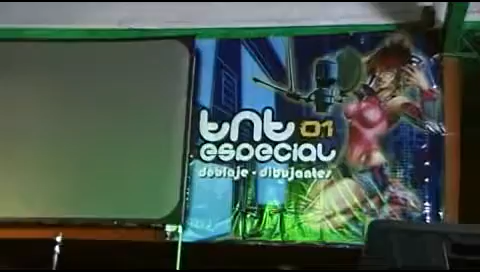 tnt 01
especial
doblaje • dibujantes